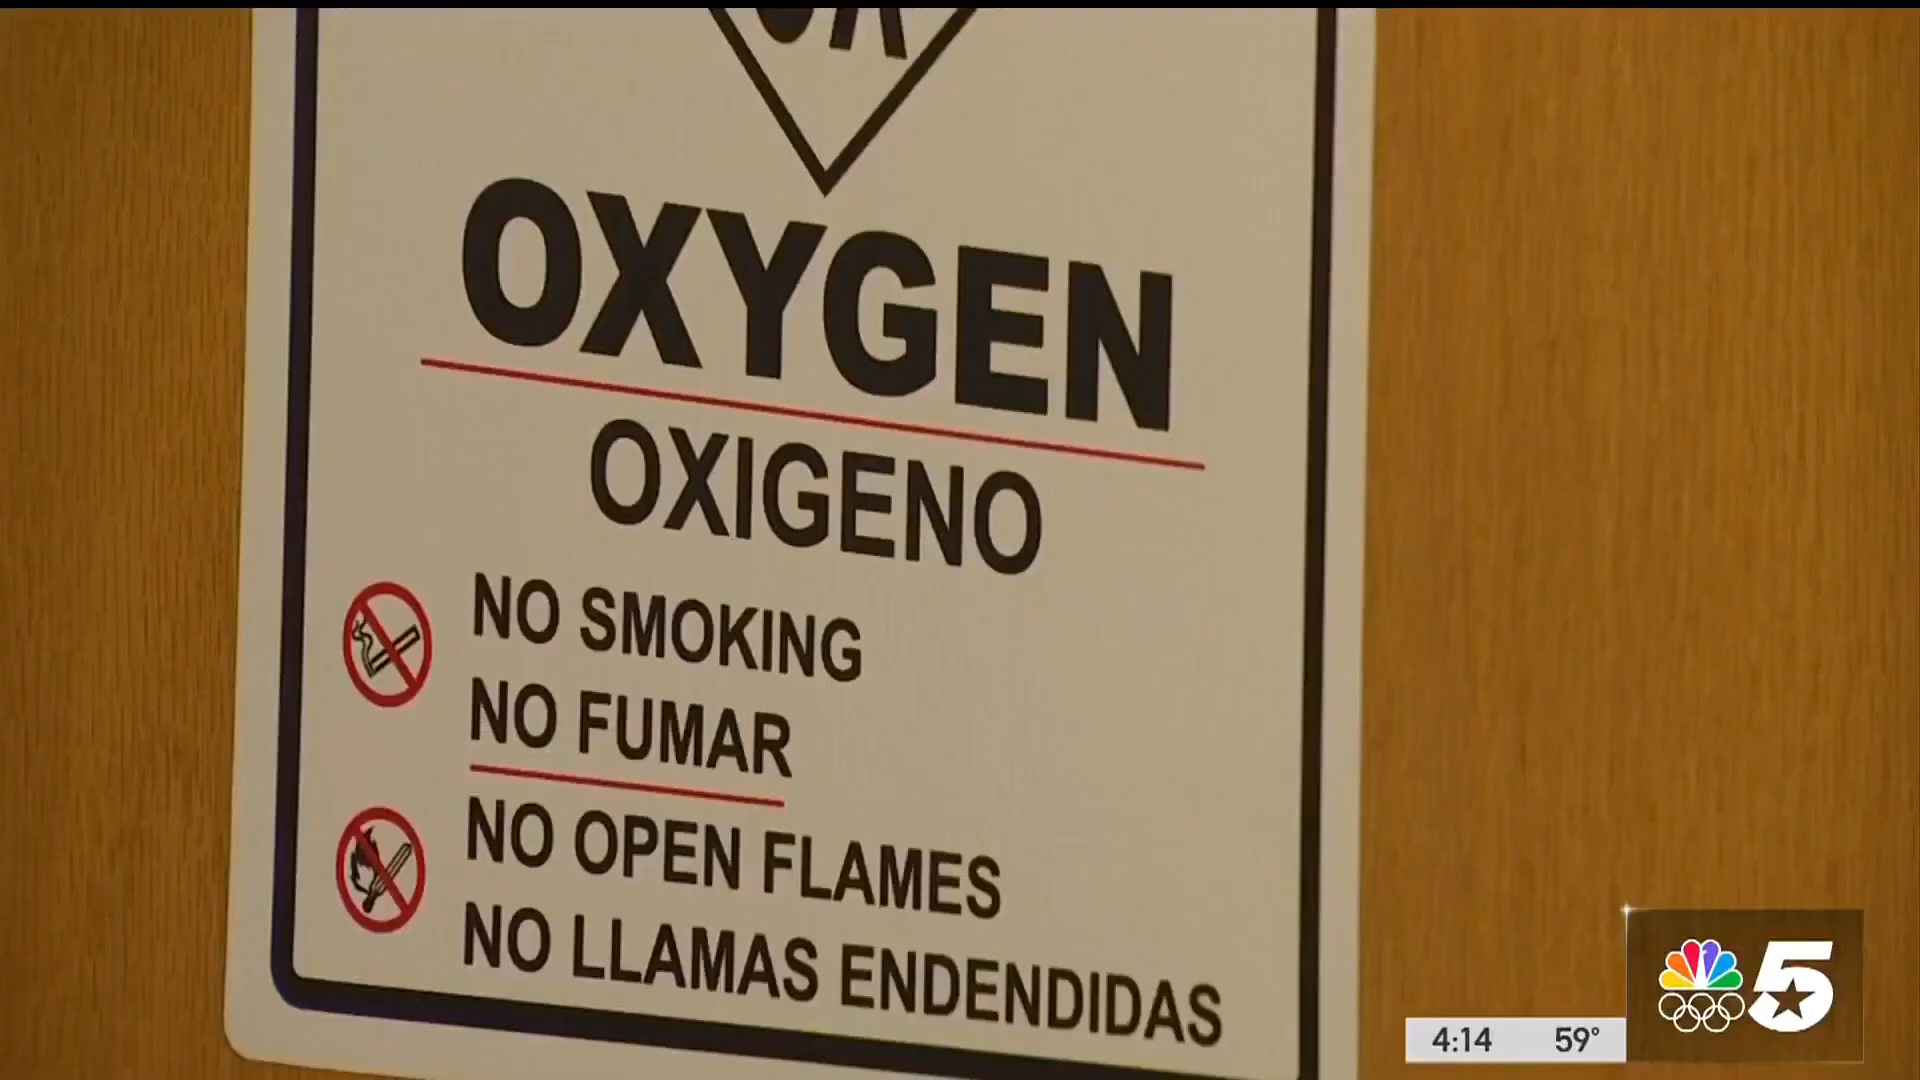 OXYGEN
OXIGENO
NO SMOKING
NO FUMAR
NO OPEN FLAMES
NO LLAMAS ENDENDIDAS
5
4:14 59°